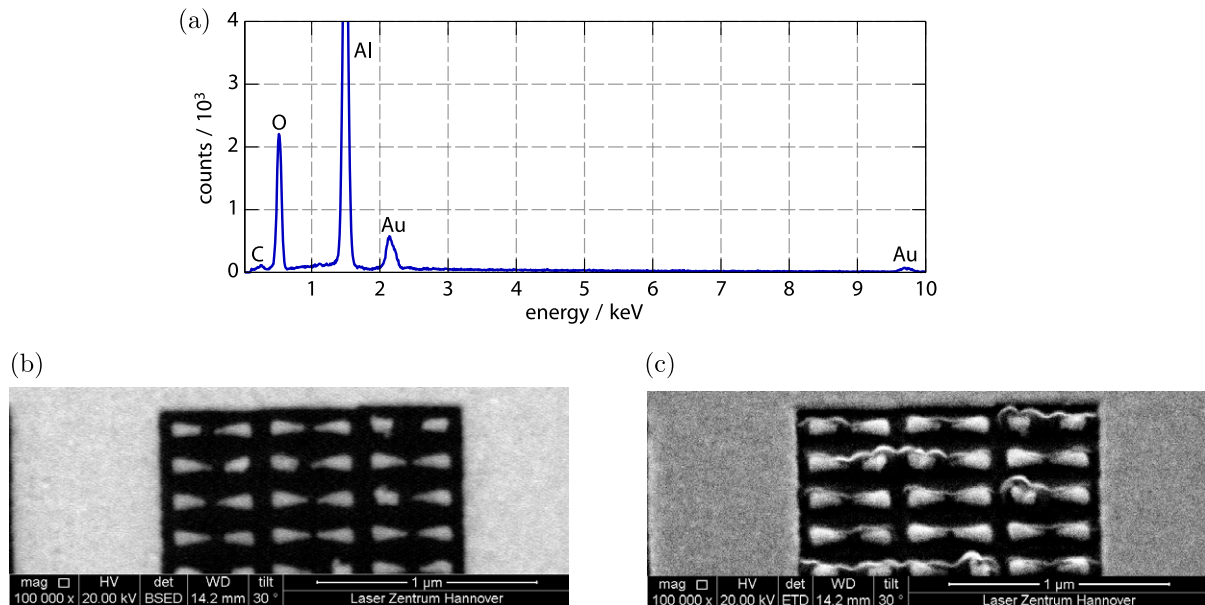 (a)
4
3
2
1
0
counts / 10³
C
O
Al
Au
Au
1 2 3 4 5 6 7 8 9 10
energy / keV
(b) (c)
mag □ HV det WD tilt 1 µm
100 000 x 20.00 kV BSED 14.2 mm 30 ° Laser Zentrum Hannover
mag □ HV det WD tilt 1 µm
100 000 x 20.00 kV ETD 14.2 mm 30 ° Laser Zentrum Hannover